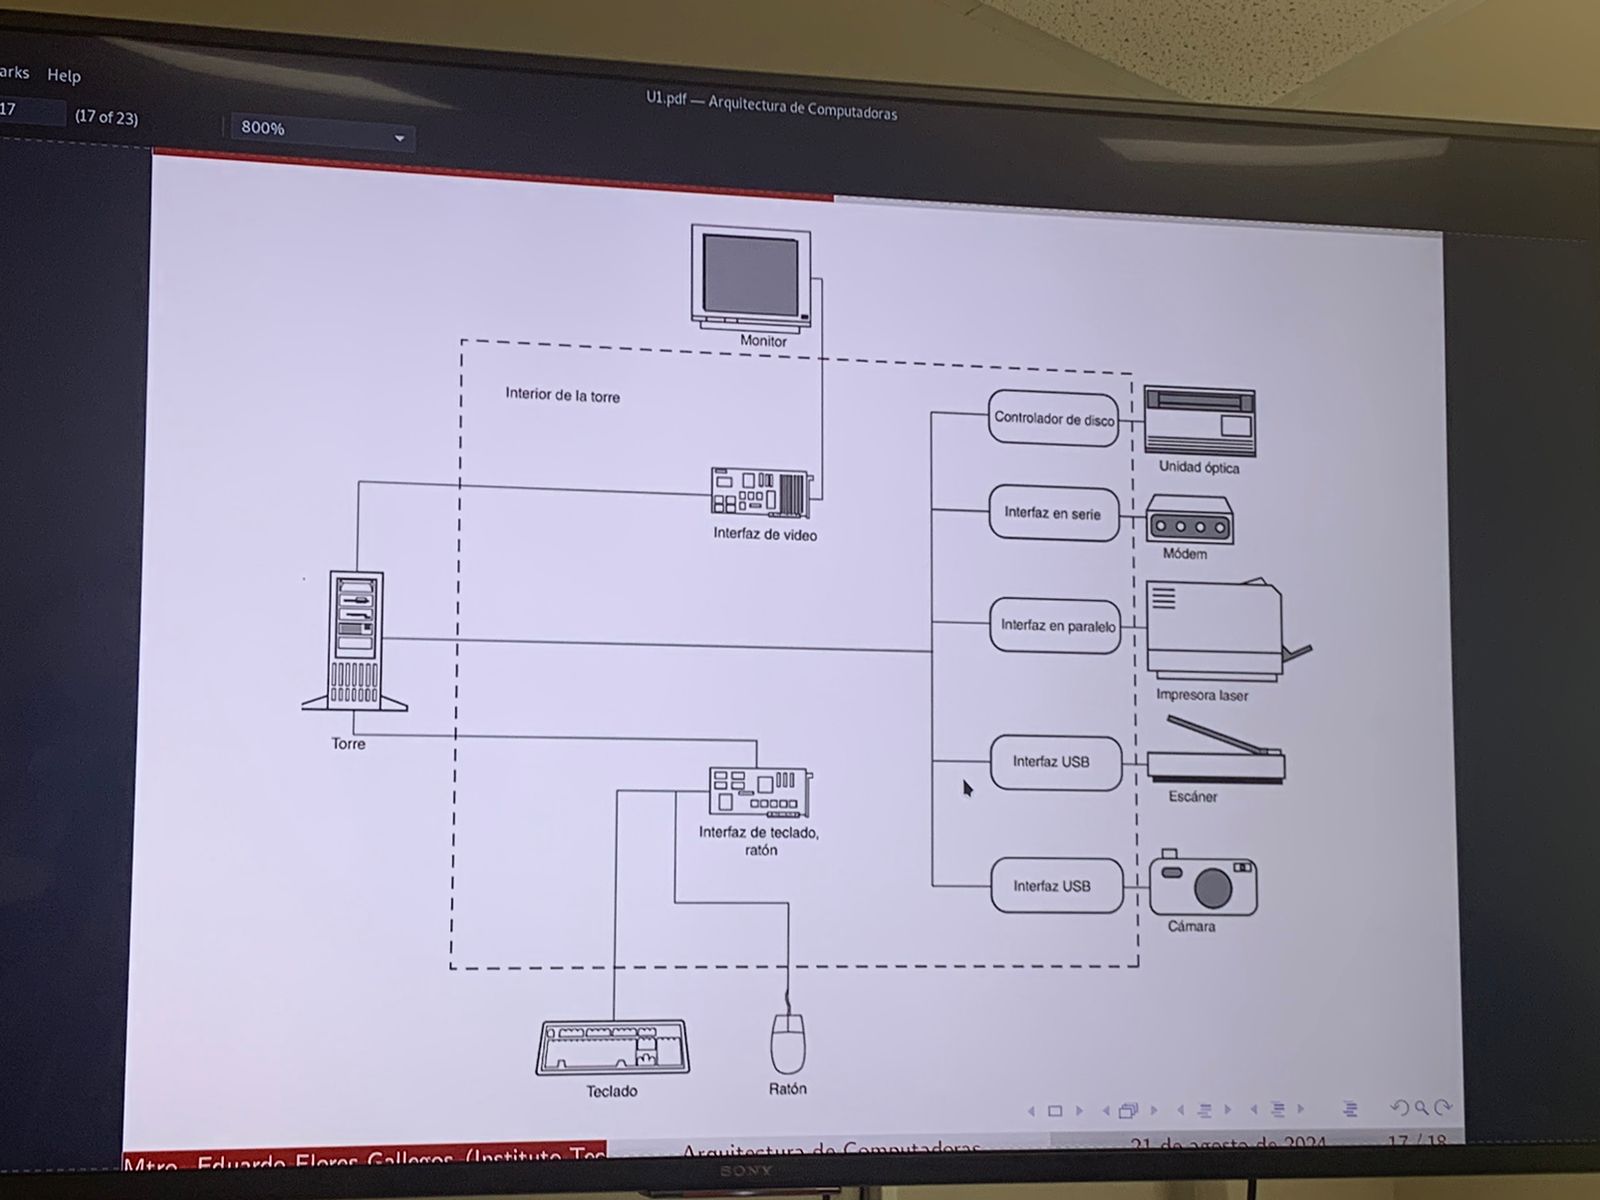 arks Help
17 (17 of 23) 800%
U1.pdf — Arquitectura de Computadoras
Monitor
Interior de la torre
Controlador de disco
Unidad óptica
Interfaz de video
Interfaz en serie
Módem
Interfaz en paralelo
Impresora laser
Torre
Interfaz USB
Escáner
Interfaz de teclado,
ratón
Interfaz USB
Cámara
Teclado
Ratón
Mtro. Eduardo Flores Gallegos (Instituto Tec
Arquitectura de Computadoras
21 de agosto de 2024
17 / 18
SONY